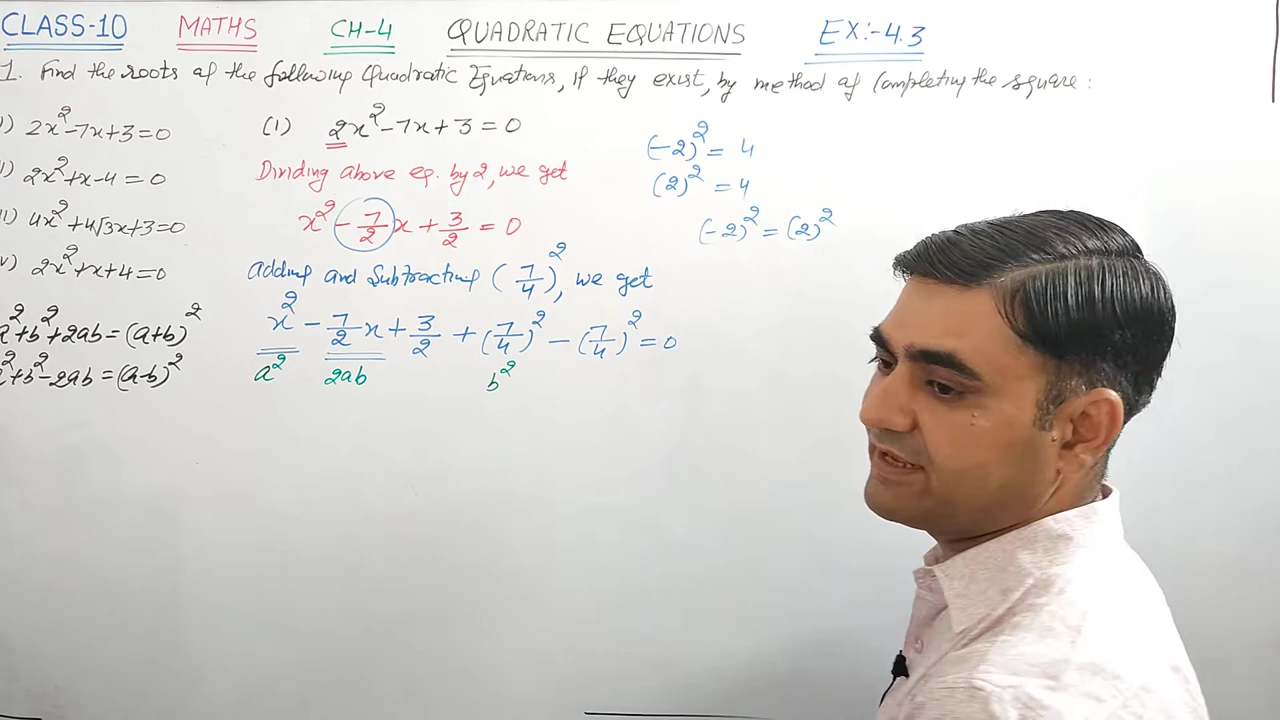 CLASS-10 MATHS CH-4 QUADRATIC EQUATIONS EX:-4.3
1. Find the roots of the following Quadratic Equations, if they exist, by method of Completing the square:
i) 2x²-7x+3=0
i) 2x²+x-4=0
ii) 4x²+4√3x+3=0
v) 2x²+x+4=0
a²+b²+2ab=(a+b)²
a²+b²-2ab=(a-b)²
(i) 2x²-7x+3=0
Dividing above eq. by 2, we get
x² - 7/2 x + 3/2 = 0
Adding and Subtracting (7/4)², we get
x² - 7/2 x + 3/2 + (7/4)² - (7/4)² = 0
a² 2ab b²
(-2)² = 4
(2)² = 4
(-2)² = (2)²